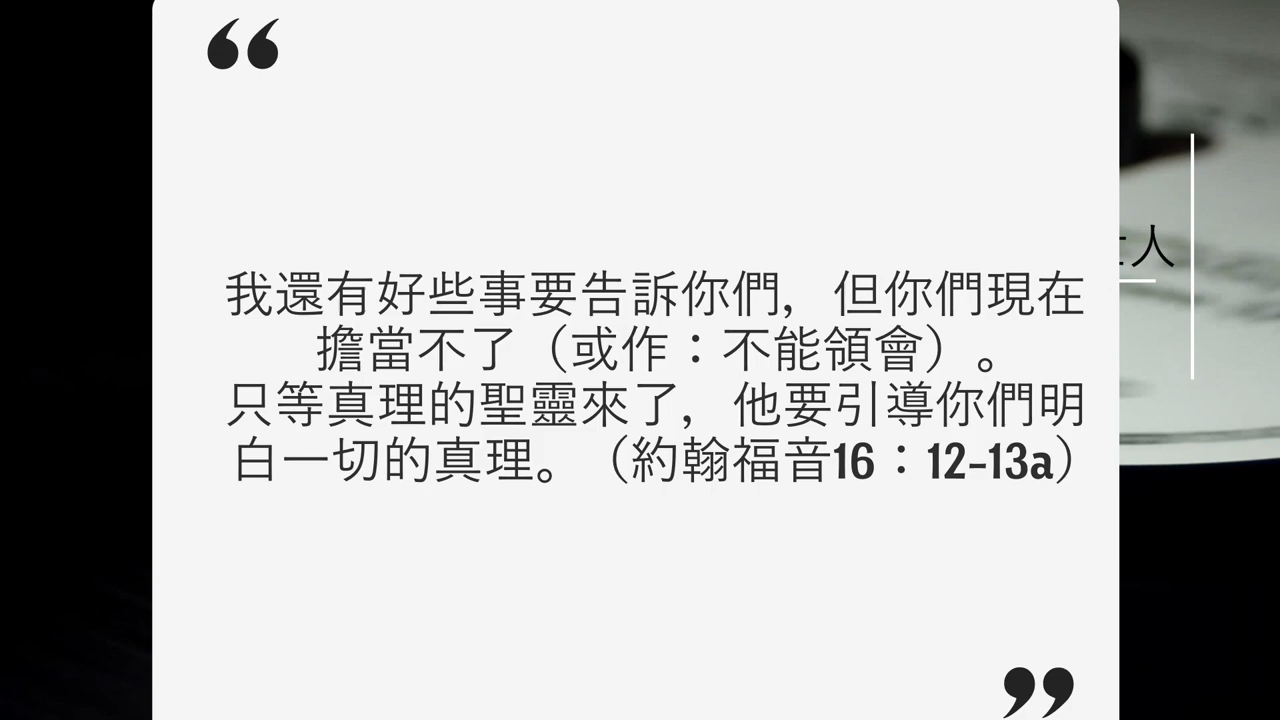 “
我還有好些事要告訴你們，但你們現在
擔當不了（或作：不能領會）。
只等真理的聖靈來了，他要引導你們明
白一切的真理。（約翰福音16：12-13a）
”
人